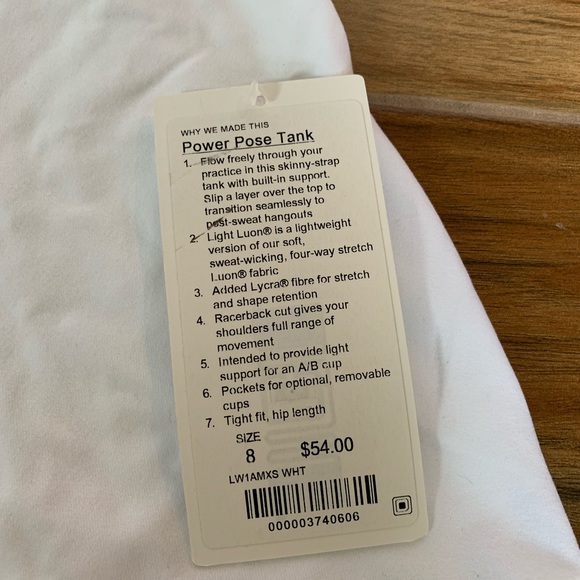 WHY WE MADE THIS
Power Pose Tank
1. Flow freely through your
practice in this skinny-strap
tank with built-in support.
Slip a layer over the top to
transition seamlessly to
post-sweat hangouts
2. Light Luon® is a lightweight
version of our soft,
sweat-wicking, four-way stretch
Luon® fabric
3. Added Lycra® fibre for stretch
and shape retention
4. Racerback cut gives your
shoulders full range of
movement
5. Intended to provide light
support for an A/B cup
6. Pockets for optional, removable
cups
7. Tight fit, hip length
SIZE
8 $54.00
LW1AMXS WHT
000003740606